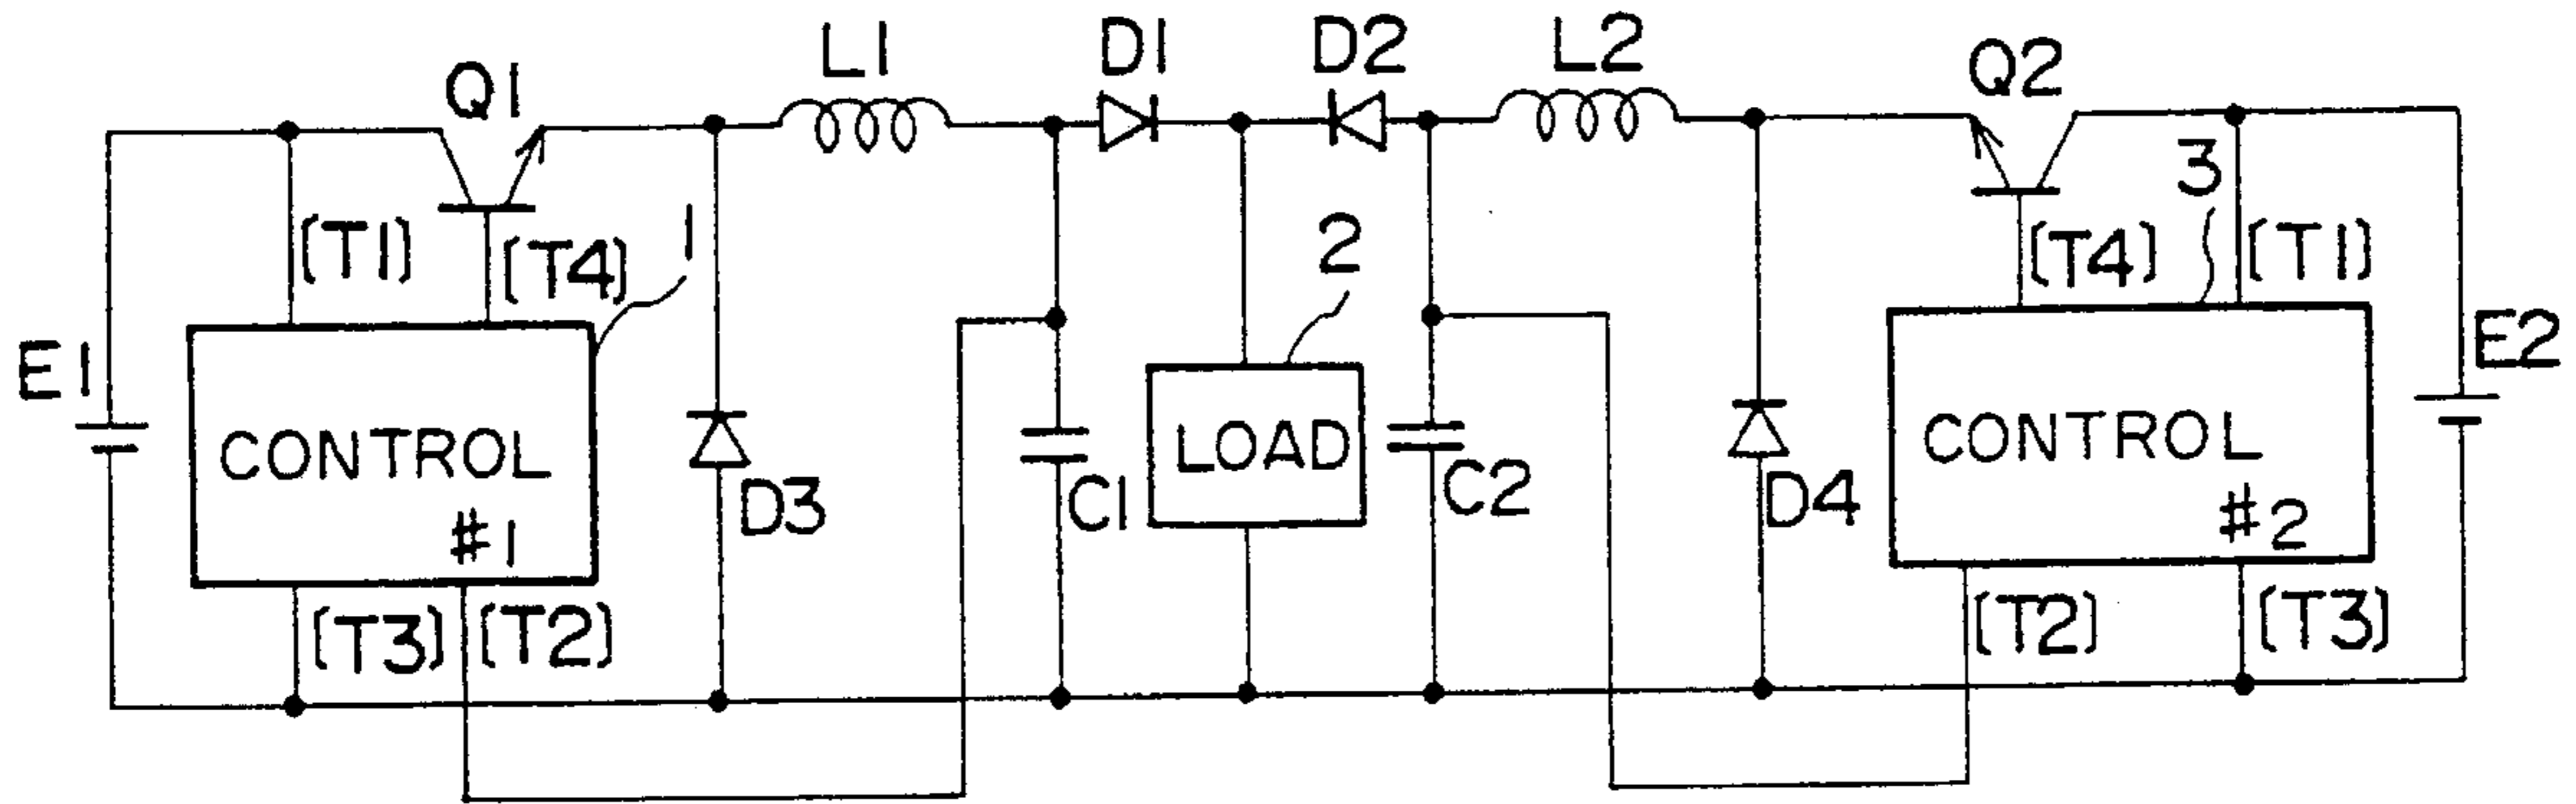 Q1
L1
D1
D2
L2
Q2
(T1)
(T4)
1
2
(T4)
3
(T1)
E1
CONTROL
#1
D3
C1
LOAD
C2
D4
CONTROL
#2
E2
(T3)
(T2)
(T2)
(T3)